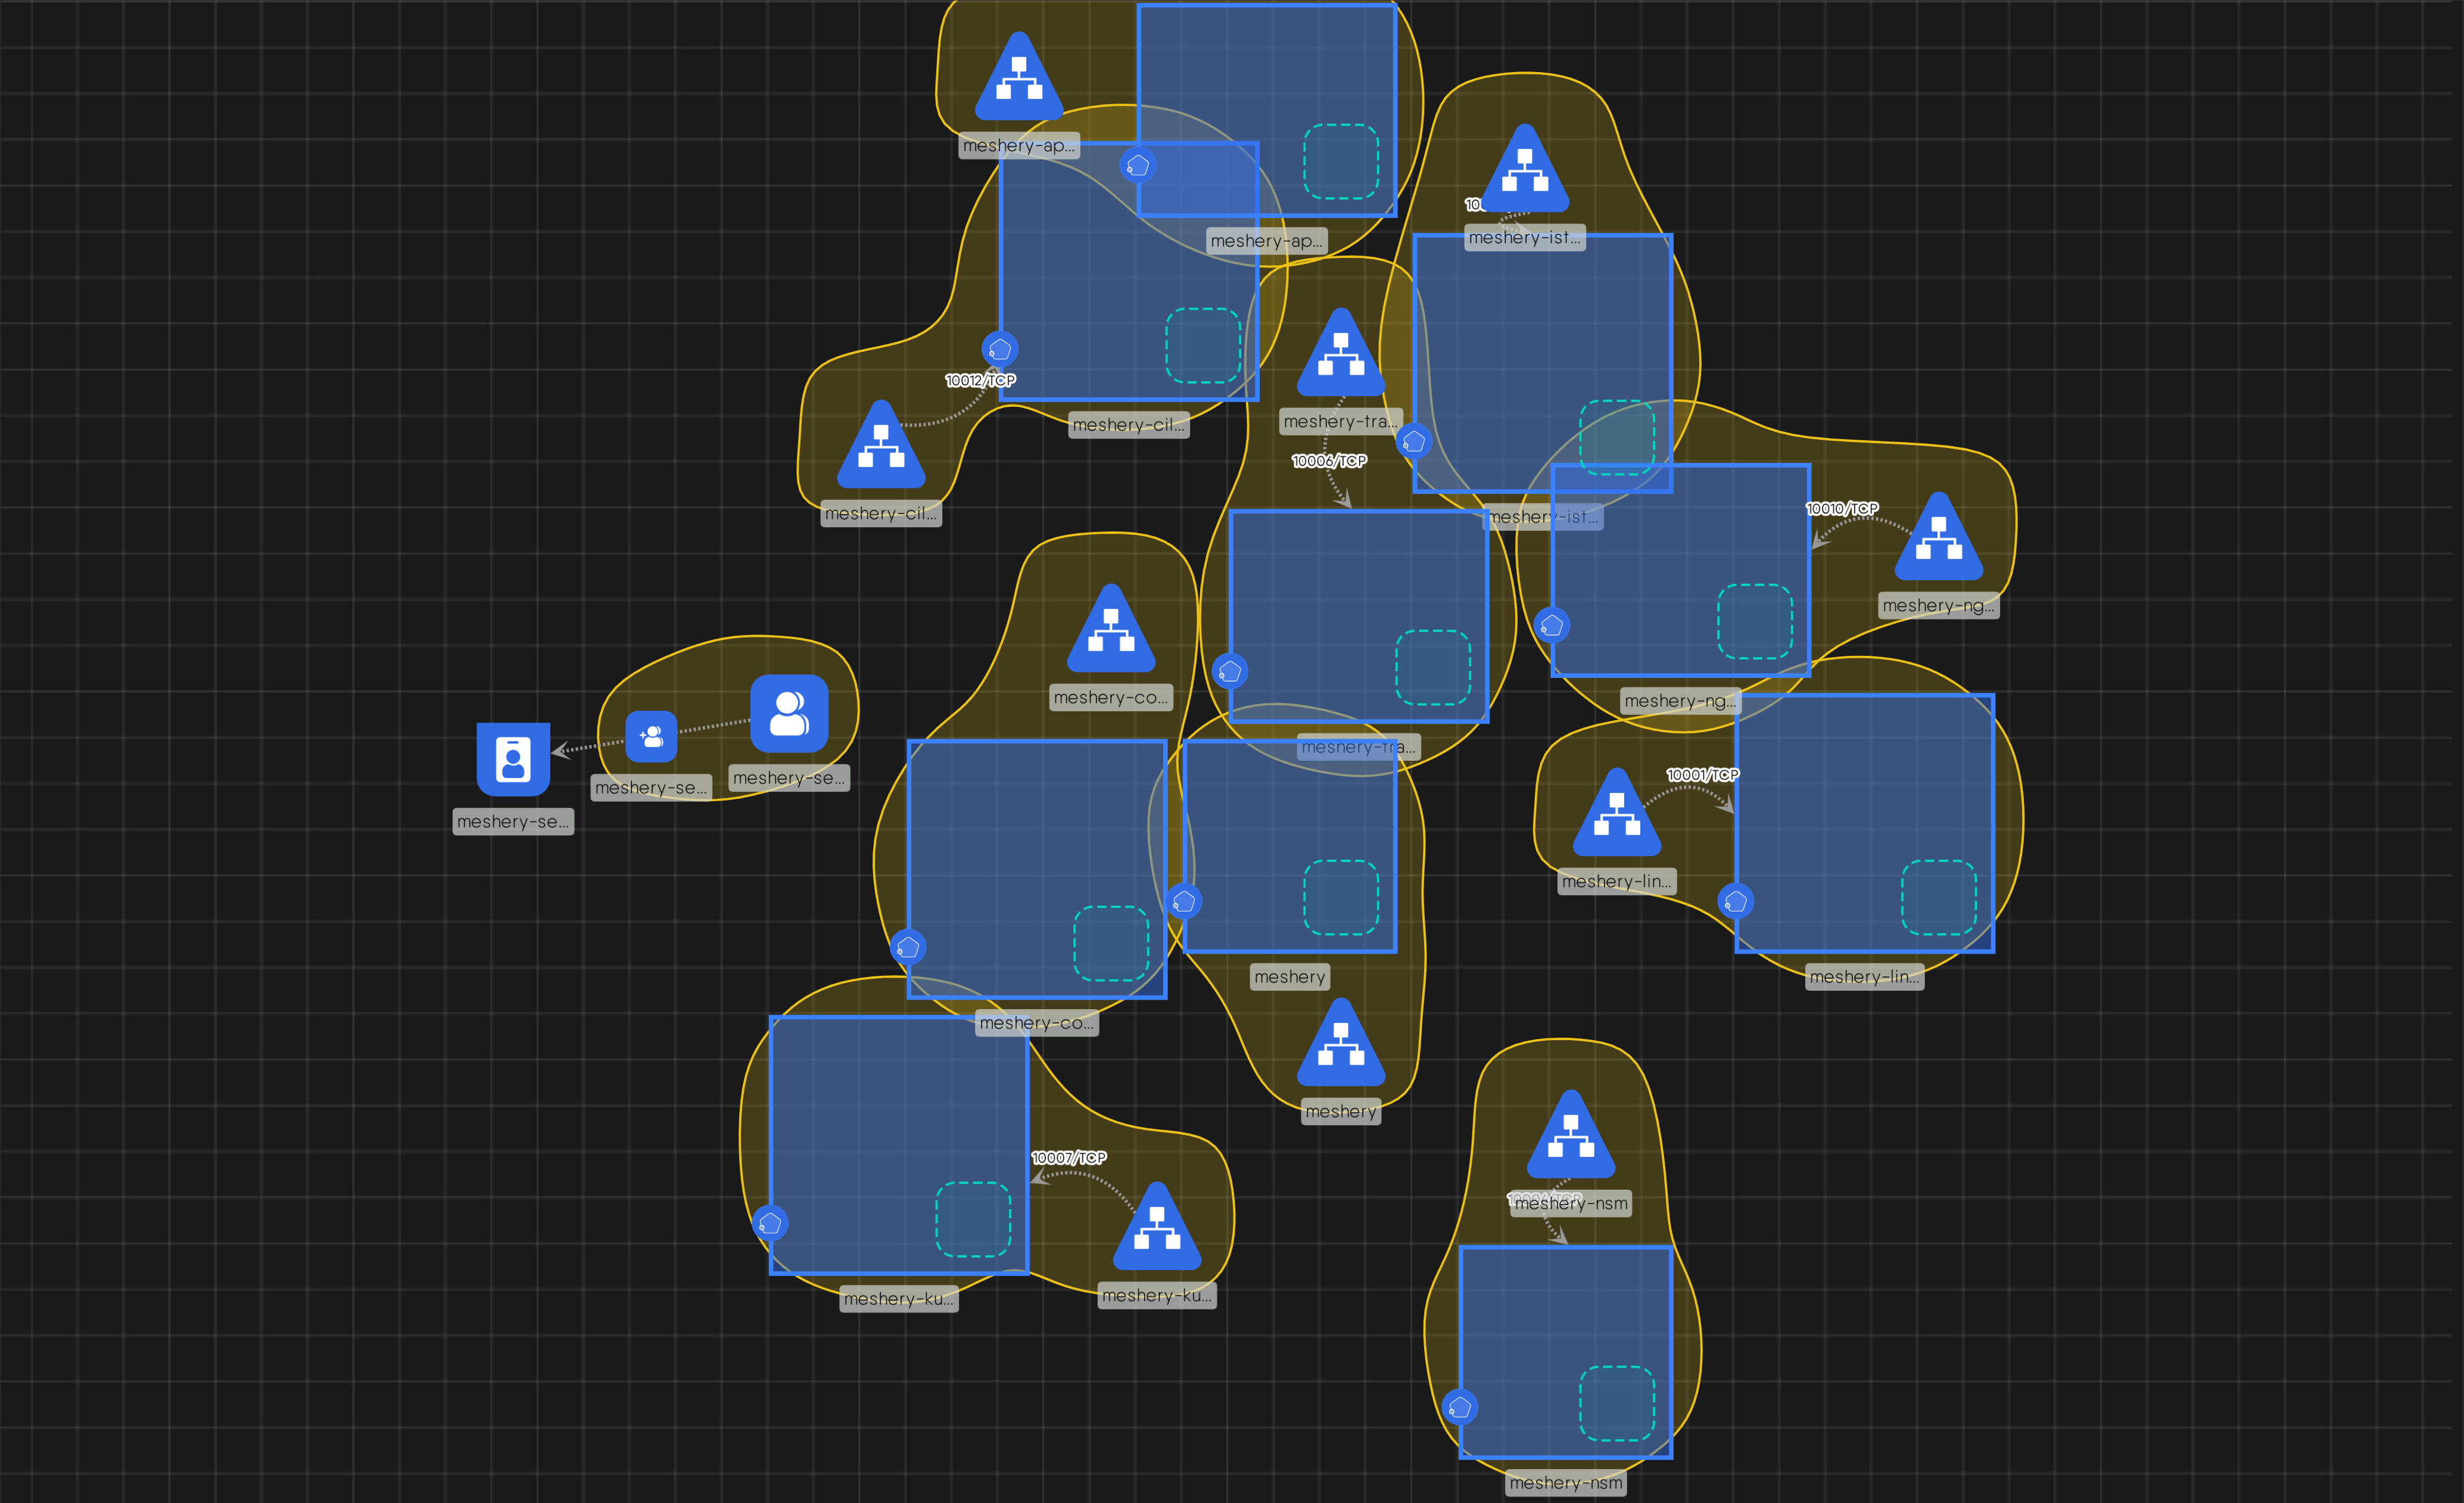 meshery-ap...
meshery-ap...
meshery-ist...
10012/TCP
meshery-tra...
meshery-cil...
10006/TCP
meshery-cil...
10010/TCP
meshery-ist...
meshery-ng...
meshery-co...
meshery-ng...
meshery-tra...
10001/TCP
meshery-se...
meshery-se...
meshery-se...
meshery-lin...
meshery
meshery-lin...
meshery-co...
meshery
10007/TCP
meshery-nsm
meshery-ku...
meshery-ku...
meshery-nsm